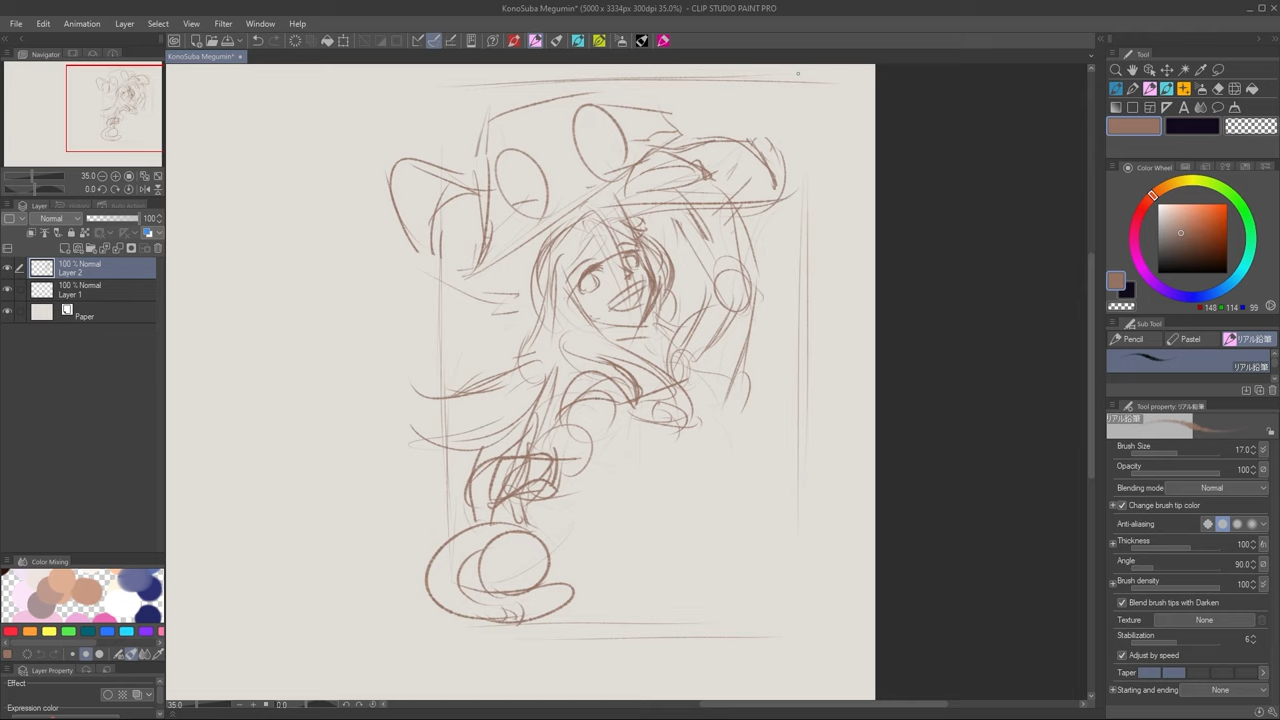 KonoSuba Megumin* (5000 x 3334px 300dpi 35.0%) - CLIP STUDIO PAINT PRO
File Edit Animation Layer Select View Filter Window Help
KonoSuba Megumin*
Navigator
35.0
0.0
Layer
Auto Action
Normal 100
100 % Normal
Layer 2
100 % Normal
Layer 1
Paper
Color Mixing
Layer Property
Effect
Expression color
35.0 0.0
Tool
Color Wheel
148 114 99
Sub Tool
Pencil Pastel リアル鉛筆
リアル鉛筆
Tool property: リアル鉛筆
リアル鉛筆
Brush Size 17.0
Opacity 100
Blending mode Normal
Change brush tip color
Anti-aliasing
Thickness 100
Angle 90.0
Brush density 100
Blend brush tips with Darken
Texture None
Stabilization 6
Adjust by speed
Taper
Starting and ending None